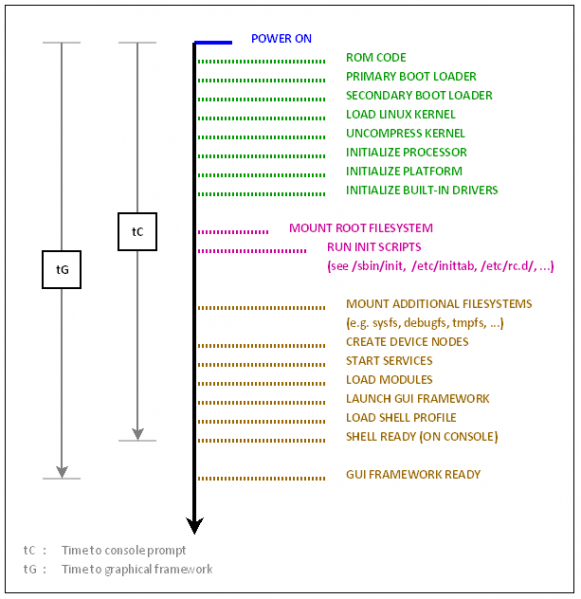 POWER ON
ROM CODE
PRIMARY BOOT LOADER
SECONDARY BOOT LOADER
LOAD LINUX KERNEL
UNCOMPRESS KERNEL
INITIALIZE PROCESSOR
INITIALIZE PLATFORM
INITIALIZE BUILT-IN DRIVERS
tC
MOUNT ROOT FILESYSTEM
RUN INIT SCRIPTS
(see /sbin/init, /etc/inittab, /etc/rc.d/, ...)
tG
MOUNT ADDITIONAL FILESYSTEMS
(e.g. sysfs, debugfs, tmpfs, ...)
CREATE DEVICE NODES
START SERVICES
LOAD MODULES
LAUNCH GUI FRAMEWORK
LOAD SHELL PROFILE
SHELL READY (ON CONSOLE)
GUI FRAMEWORK READY
tC : Time to console prompt
tG : Time to graphical framework